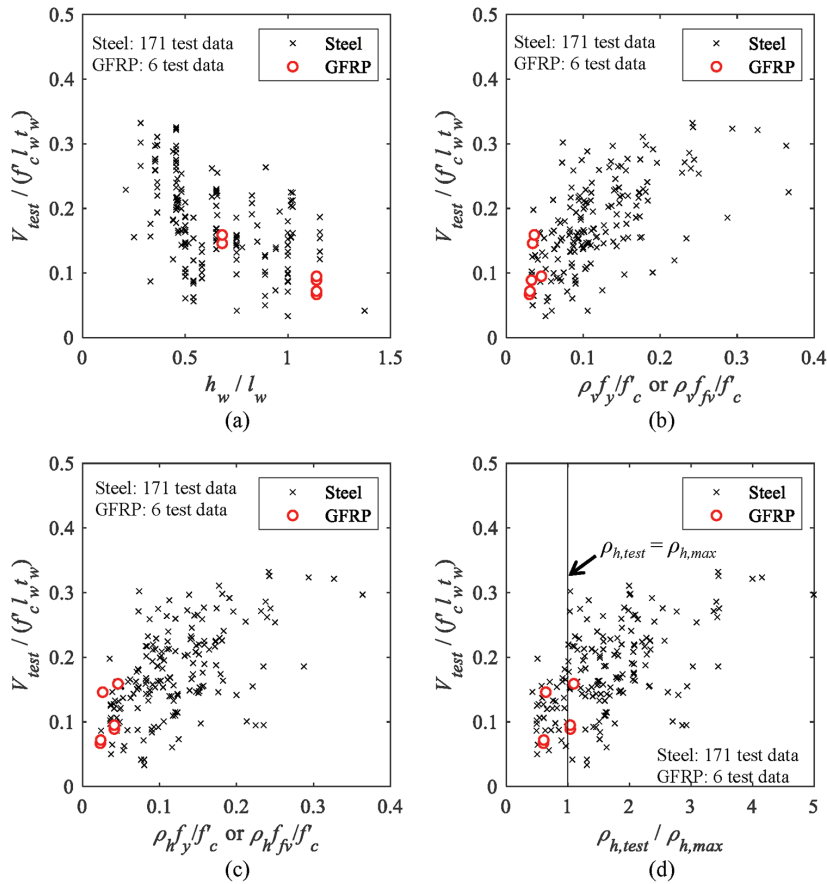 0.5
0.4
0.3
0.2
0.1
0
V_test / (f'_c l_w t_w)
Steel: 171 test data
GFRP: 6 test data
Steel
GFRP
0
0.5
1
1.5
h_w / l_w
(a)
0.5
0.4
0.3
0.2
0.1
0
V_test / (f'_c l_w t_w)
Steel: 171 test data
GFRP: 6 test data
Steel
GFRP
0
0.1
0.2
0.3
0.4
ρ_v f_y/f'_c or ρ_v f_fv/f'_c
(b)
0.5
0.4
0.3
0.2
0.1
0
V_test / (f'_c l_w t_w)
Steel: 171 test data
GFRP: 6 test data
Steel
GFRP
0
0.1
0.2
0.3
0.4
ρ_h f_y/f'_c or ρ_h f_fv/f'_c
(c)
0.5
0.4
0.3
0.2
0.1
0
V_test / (f'_c l_w t_w)
Steel
GFRP
ρ_h,test = ρ_h,max
Steel: 171 test data
GFRP: 6 test data
0
1
2
3
4
5
ρ_h,test / ρ_h,max
(d)